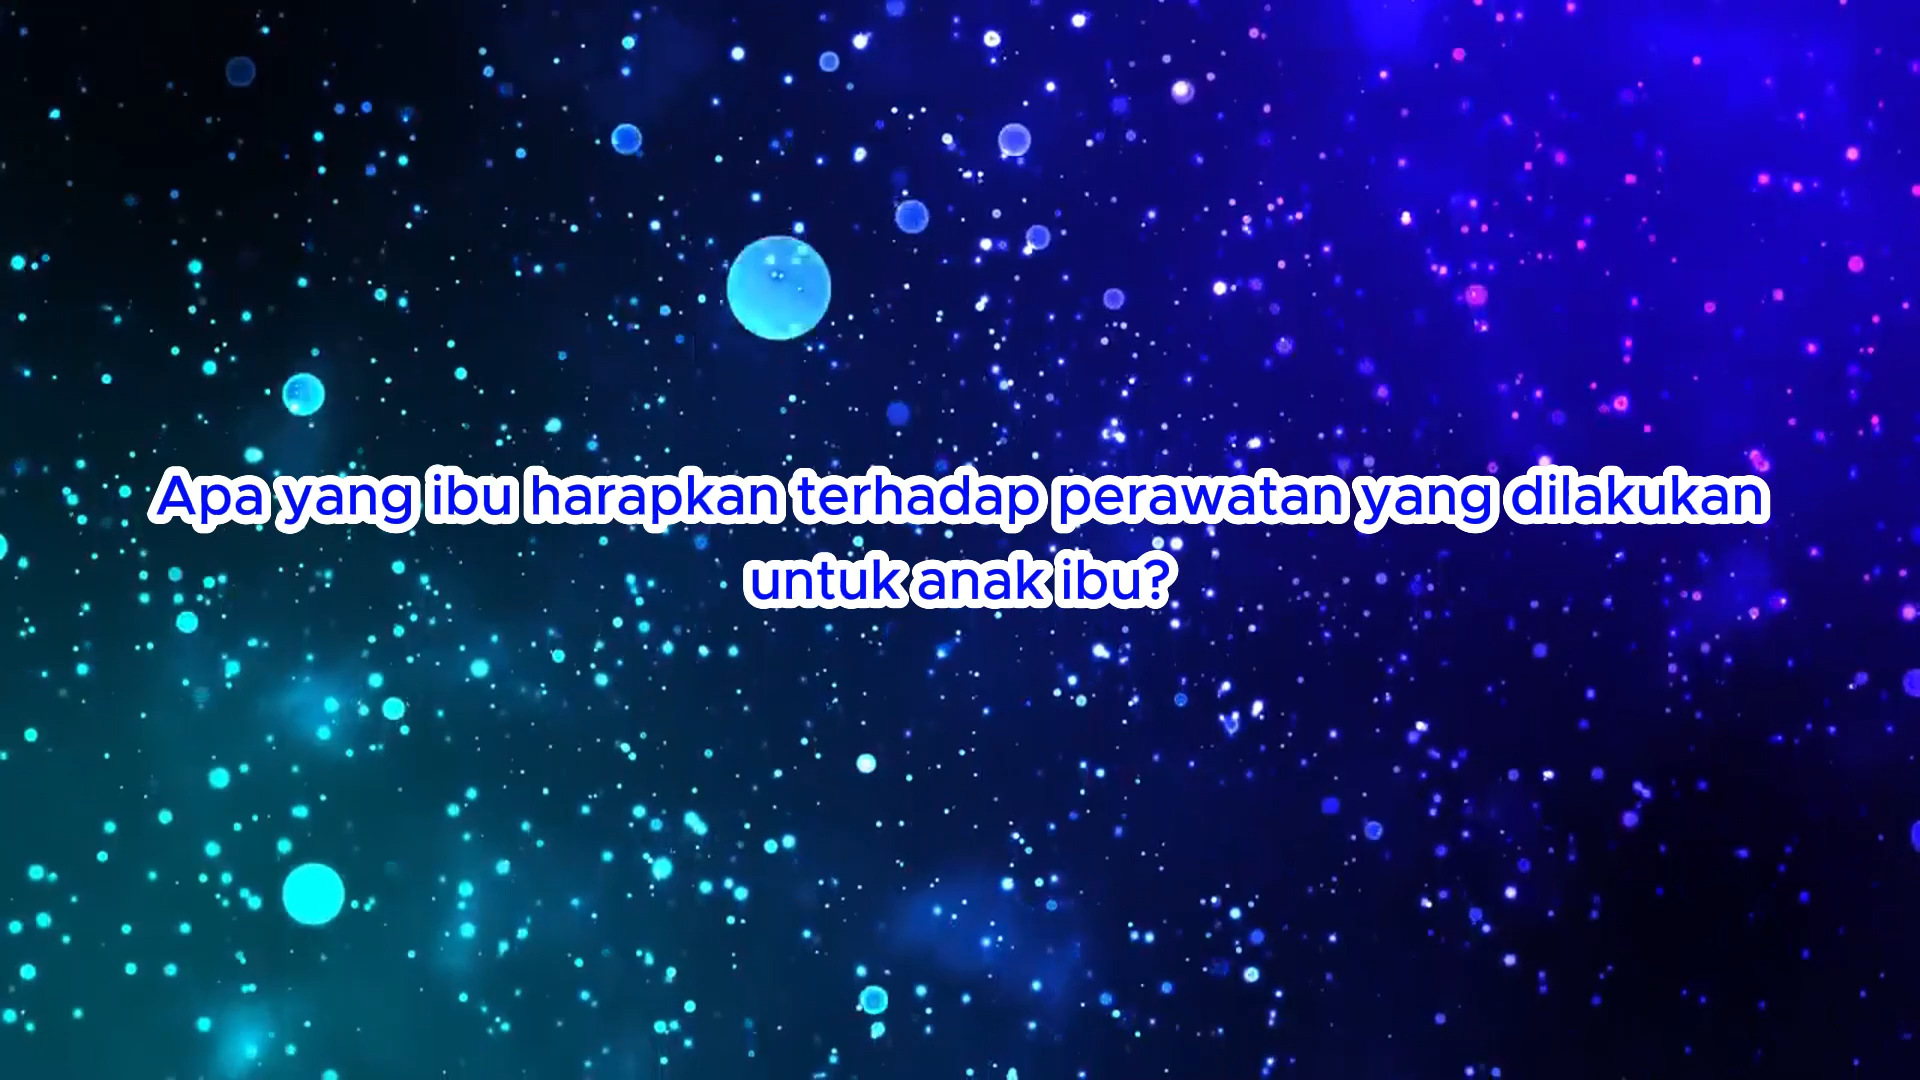 Apa yang ibu harapkan terhadap perawatan yang dilakukan
untuk anak ibu?